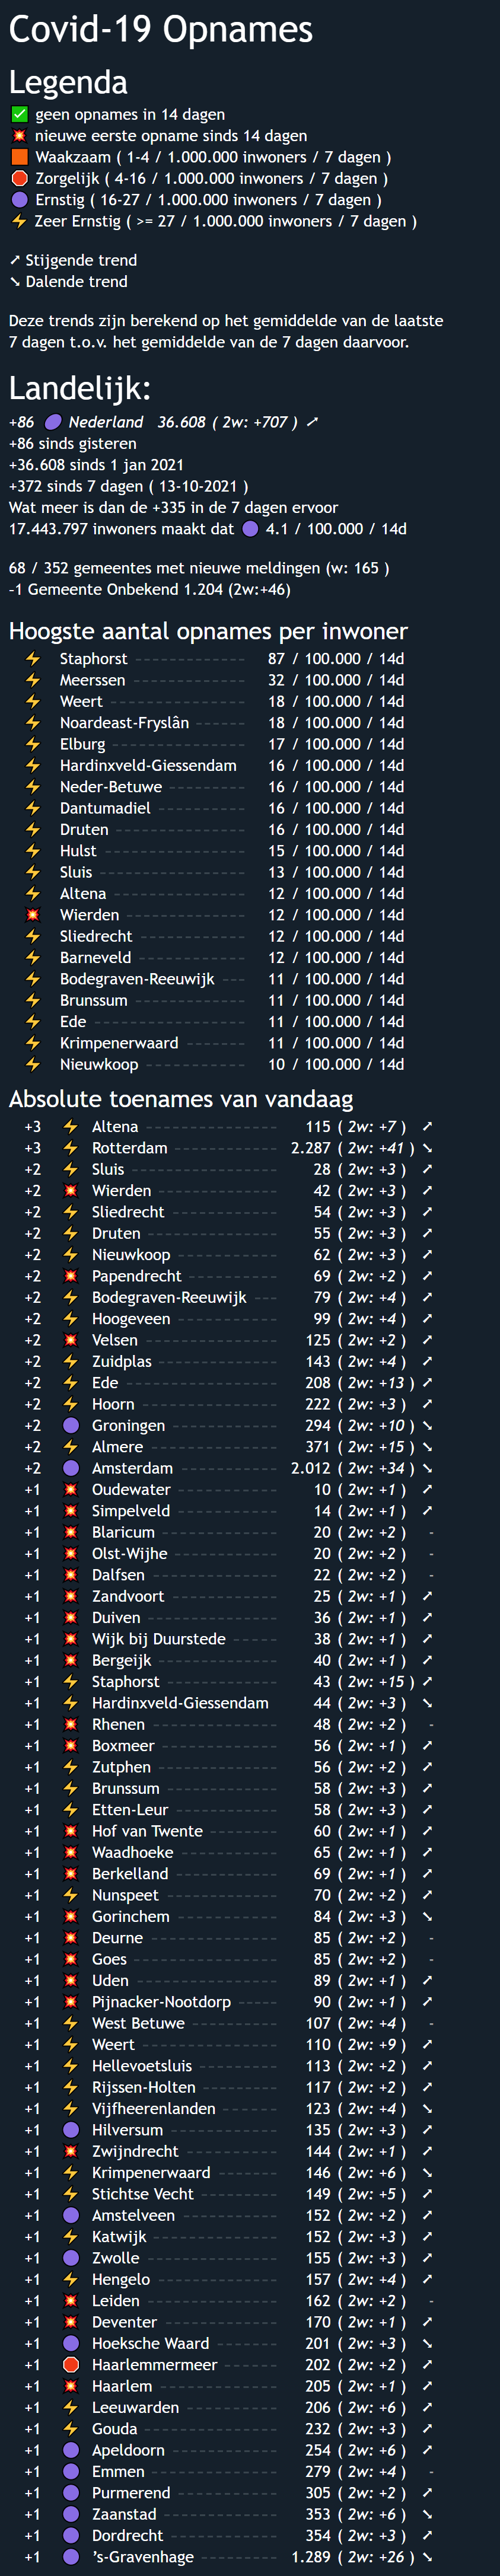 Covid-19 Opnames
Legenda
geen opnames in 14 dagen
nieuwe eerste opname sinds 14 dagen
Waakzaam ( 1-4 / 1.000.000 inwoners / 7 dagen )
Zorgelijk ( 4-16 / 1.000.000 inwoners / 7 dagen )
Ernstig ( 16-27 / 1.000.000 inwoners / 7 dagen )
Zeer Ernstig ( >= 27 / 1.000.000 inwoners / 7 dagen )
↗ Stijgende trend
↘ Dalende trend
Deze trends zijn berekend op het gemiddelde van de laatste
7 dagen t.o.v. het gemiddelde van de 7 dagen daarvoor.
Landelijk:
+86 Nederland 36.608 ( 2w: +707 ) ↗
+86 sinds gisteren
+36.608 sinds 1 jan 2021
+372 sinds 7 dagen ( 13-10-2021 )
Wat meer is dan de +335 in de 7 dagen ervoor
17.443.797 inwoners maakt dat 4.1 / 100.000 / 14d
68 / 352 gemeentes met nieuwe meldingen (w: 165 )
-1 Gemeente Onbekend 1.204 (2w:+46)
Hoogste aantal opnames per inwoner
Staphorst 87 / 100.000 / 14d
Meerssen 32 / 100.000 / 14d
Weert 18 / 100.000 / 14d
Noardeast-Fryslân 18 / 100.000 / 14d
Elburg 17 / 100.000 / 14d
Hardinxveld-Giessendam 16 / 100.000 / 14d
Neder-Betuwe 16 / 100.000 / 14d
Dantumadiel 16 / 100.000 / 14d
Druten 16 / 100.000 / 14d
Hulst 15 / 100.000 / 14d
Sluis 13 / 100.000 / 14d
Altena 12 / 100.000 / 14d
Wierden 12 / 100.000 / 14d
Sliedrecht 12 / 100.000 / 14d
Barneveld 12 / 100.000 / 14d
Bodegraven-Reeuwijk 11 / 100.000 / 14d
Brunssum 11 / 100.000 / 14d
Ede 11 / 100.000 / 14d
Krimpenerwaard 11 / 100.000 / 14d
Nieuwkoop 10 / 100.000 / 14d
Absolute toenames van vandaag
+3 Altena 115 ( 2w: +7 ) ↗
+3 Rotterdam 2.287 ( 2w: +41 ) ↘
+2 Sluis 28 ( 2w: +3 ) ↗
+2 Wierden 42 ( 2w: +3 ) ↗
+2 Sliedrecht 54 ( 2w: +3 ) ↗
+2 Druten 55 ( 2w: +3 ) ↗
+2 Nieuwkoop 62 ( 2w: +3 ) ↗
+2 Papendrecht 69 ( 2w: +2 ) ↗
+2 Bodegraven-Reeuwijk 79 ( 2w: +4 ) ↗
+2 Hoogeveen 99 ( 2w: +4 ) ↗
+2 Velsen 125 ( 2w: +2 ) ↗
+2 Zuidplas 143 ( 2w: +4 ) ↗
+2 Ede 208 ( 2w: +13 ) ↗
+2 Hoorn 222 ( 2w: +3 ) ↗
+2 Groningen 294 ( 2w: +10 ) ↘
+2 Almere 371 ( 2w: +15 ) ↘
+2 Amsterdam 2.012 ( 2w: +34 ) ↘
+1 Oudewater 10 ( 2w: +1 ) ↗
+1 Simpelveld 14 ( 2w: +1 ) ↗
+1 Blaricum 20 ( 2w: +2 ) -
+1 Olst-Wijhe 20 ( 2w: +2 ) -
+1 Dalfsen 22 ( 2w: +2 ) -
+1 Zandvoort 25 ( 2w: +1 ) ↗
+1 Duiven 36 ( 2w: +1 ) ↗
+1 Wijk bij Duurstede 38 ( 2w: +1 ) ↗
+1 Bergeijk 40 ( 2w: +1 ) ↗
+1 Staphorst 43 ( 2w: +15 ) ↗
+1 Hardinxveld-Giessendam 44 ( 2w: +3 ) ↘
+1 Rhenen 48 ( 2w: +2 ) -
+1 Boxmeer 56 ( 2w: +1 ) ↗
+1 Zutphen 56 ( 2w: +2 ) ↗
+1 Brunssum 58 ( 2w: +3 ) ↗
+1 Etten-Leur 58 ( 2w: +3 ) ↗
+1 Hof van Twente 60 ( 2w: +1 ) ↗
+1 Waadhoeke 65 ( 2w: +1 ) ↗
+1 Berkelland 69 ( 2w: +1 ) ↗
+1 Nunspeet 70 ( 2w: +2 ) ↗
+1 Gorinchem 84 ( 2w: +3 ) ↘
+1 Deurne 85 ( 2w: +2 ) -
+1 Goes 85 ( 2w: +2 ) -
+1 Uden 89 ( 2w: +1 ) ↗
+1 Pijnacker-Nootdorp 90 ( 2w: +1 ) ↗
+1 West Betuwe 107 ( 2w: +4 ) -
+1 Weert 110 ( 2w: +9 ) ↗
+1 Hellevoetsluis 113 ( 2w: +2 ) ↗
+1 Rijssen-Holten 117 ( 2w: +2 ) ↗
+1 Vijfheerenlanden 123 ( 2w: +4 ) ↘
+1 Hilversum 135 ( 2w: +3 ) ↗
+1 Zwijndrecht 144 ( 2w: +1 ) ↗
+1 Krimpenerwaard 146 ( 2w: +6 ) ↘
+1 Stichtse Vecht 149 ( 2w: +5 ) ↗
+1 Amstelveen 152 ( 2w: +2 ) ↗
+1 Katwijk 152 ( 2w: +3 ) ↗
+1 Zwolle 155 ( 2w: +3 ) ↗
+1 Hengelo 157 ( 2w: +4 ) ↗
+1 Leiden 162 ( 2w: +2 ) -
+1 Deventer 170 ( 2w: +1 ) ↗
+1 Hoeksche Waard 201 ( 2w: +3 ) ↘
+1 Haarlemmermeer 202 ( 2w: +2 ) ↗
+1 Haarlem 205 ( 2w: +1 ) ↗
+1 Leeuwarden 206 ( 2w: +6 ) ↗
+1 Gouda 232 ( 2w: +3 ) ↗
+1 Apeldoorn 254 ( 2w: +6 ) ↗
+1 Emmen 279 ( 2w: +4 ) -
+1 Purmerend 305 ( 2w: +2 ) ↗
+1 Zaanstad 353 ( 2w: +6 ) ↘
+1 Dordrecht 354 ( 2w: +3 ) ↗
+1 's-Gravenhage 1.289 ( 2w: +26 ) ↘